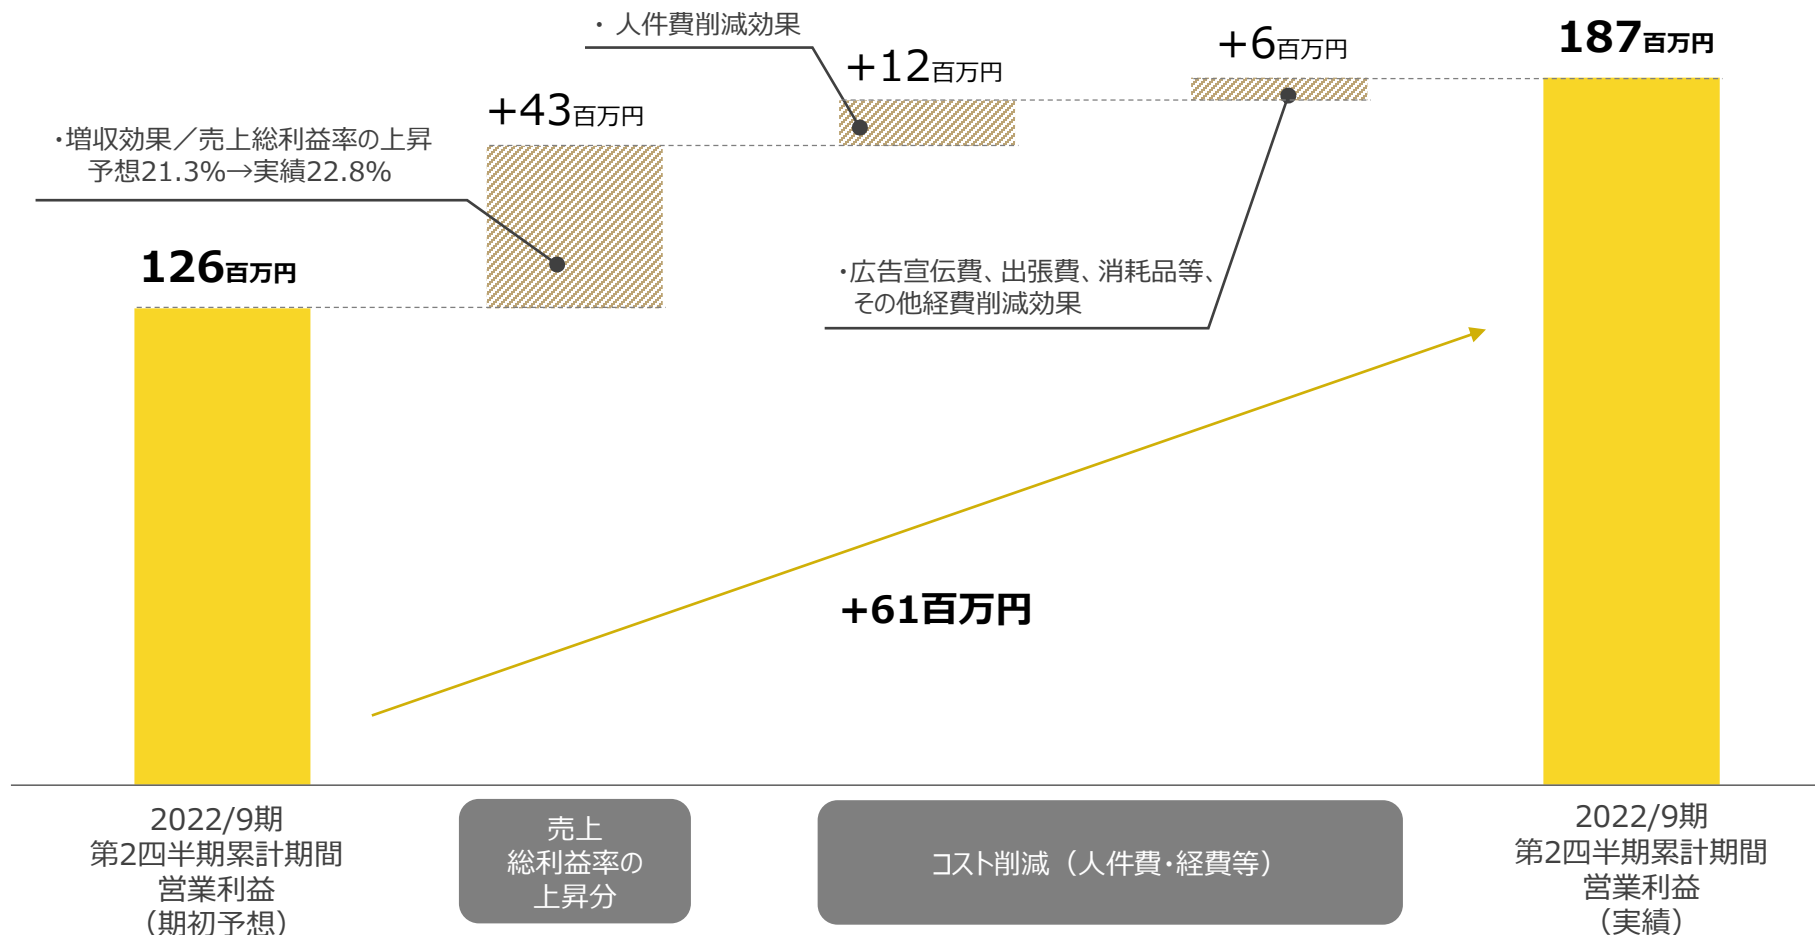 ・ 人件費削減効果
+6百万円
187百万円
+12百万円
+43百万円
・増収効果／売上総利益率の上昇
予想21.3%→実績22.8%
126百万円
・広告宣伝費、出張費、消耗品等、
その他経費削減効果
+61百万円
2022/9期
第2四半期累計期間
営業利益
（期初予想）
売上
総利益率の
上昇分
コスト削減（人件費・経費等）
2022/9期
第2四半期累計期間
営業利益
（実績）